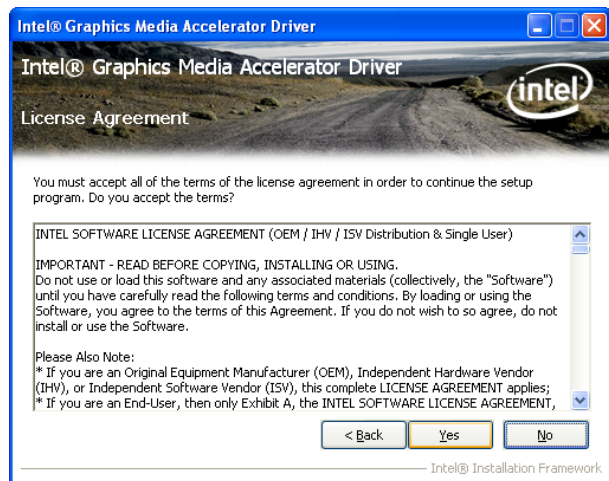 Intel® Graphics Media Accelerator Driver
Intel® Graphics Media Accelerator Driver
intel
License Agreement
You must accept all of the terms of the license agreement in order to continue the setup
program. Do you accept the terms?
INTEL SOFTWARE LICENSE AGREEMENT (OEM / IHV / ISV Distribution & Single User)
IMPORTANT - READ BEFORE COPYING, INSTALLING OR USING.
Do not use or load this software and any associated materials (collectively, the "Software")
until you have carefully read the following terms and conditions. By loading or using the
Software, you agree to the terms of this Agreement. If you do not wish to so agree, do not
install or use the Software.
Please Also Note:
* If you are an Original Equipment Manufacturer (OEM), Independent Hardware Vendor
(IHV), or Independent Software Vendor (ISV), this complete LICENSE AGREEMENT applies;
* If you are an End-User, then only Exhibit A, the INTEL SOFTWARE LICENSE AGREEMENT,
< Back Yes No
Intel® Installation Framework